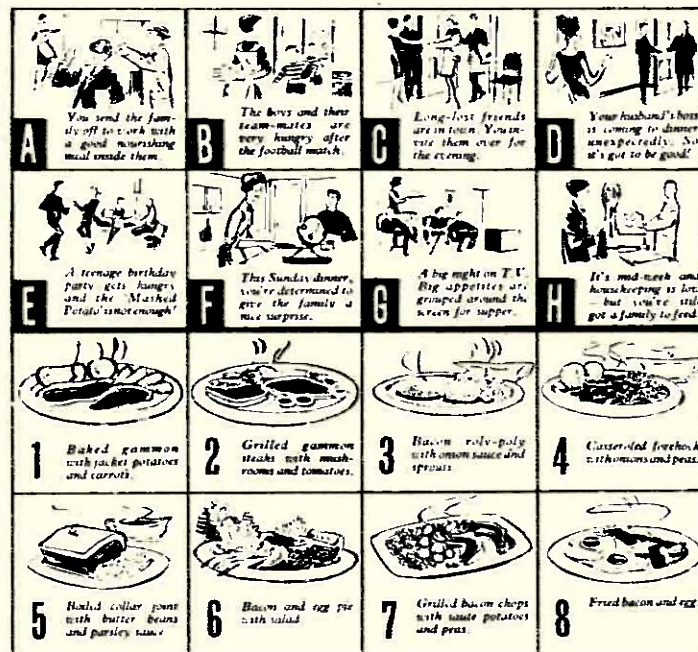 A
You send the fam-
ily off to work with
a good nourishing
meal inside them.
B
The boys and their
team-mates are
very hungry after
the football match.
C
Long-lost friends
are in town. You in-
vite them over for
the evening.
D
Your husband's boss
is coming to dinner
unexpectedly. So
it's got to be good!
E
A teenage birthday
party gets hungry
and the 'Mashed
Potato' is not enough!
F
This Sunday dinner,
you're determined to
give the family a
nice surprise.
G
A big night on T.V.
Big appetites are
grouped around the
screen for supper.
H
It's mid-week and
housekeeping is low
– but you're still
got a family to feed.
1
Baked gammon
with jacket potatoes
and carrots.
2
Grilled gammon
steaks with mush-
rooms and tomatoes.
3
Bacon roly-poly
with onion sauce and
sprouts.
4
Casseroled forehock
with onions and peas.
5
Boiled collar joint
with butter beans
and parsley sauce
6
Bacon and egg pie
with salad.
7
Grilled bacon chops
with saute potatoes
and peas.
8
Fried bacon and egg